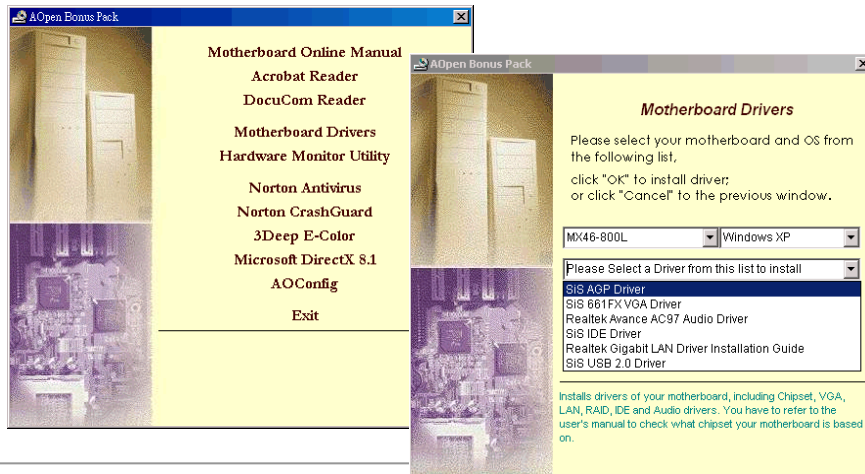 AOpen Bonus Pack
Motherboard Online Manual
Acrobat Reader
DocuCom Reader
Motherboard Drivers
Hardware Monitor Utility
Norton Antivirus
Norton CrashGuard
3Deep E-Color
Microsoft DirectX 8.1
AOConfig
Exit
AOpen Bonus Pack
Motherboard Drivers
Please select your motherboard and OS from
the following list,
click "OK" to install driver;
or click "Cancel" to the previous window.
MX46-800L Windows XP
Please Select a Driver from this list to install
SiS AGP Driver
SiS 661FX VGA Driver
Realtek Avance AC97 Audio Driver
SiS IDE Driver
Realtek Gigabit LAN Driver Installation Guide
SiS USB 2.0 Driver
Installs drivers of your motherboard, including Chipset, VGA,
LAN, RAID, IDE and Audio drivers. You have to refer to the
user's manual to check what chipset your motherboard is based
on.